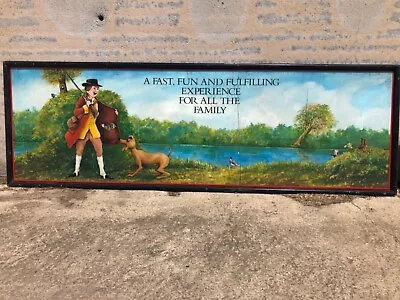 A FAST, FUN AND FULFILLING
EXPERIENCE
FOR ALL THE
FAMILY